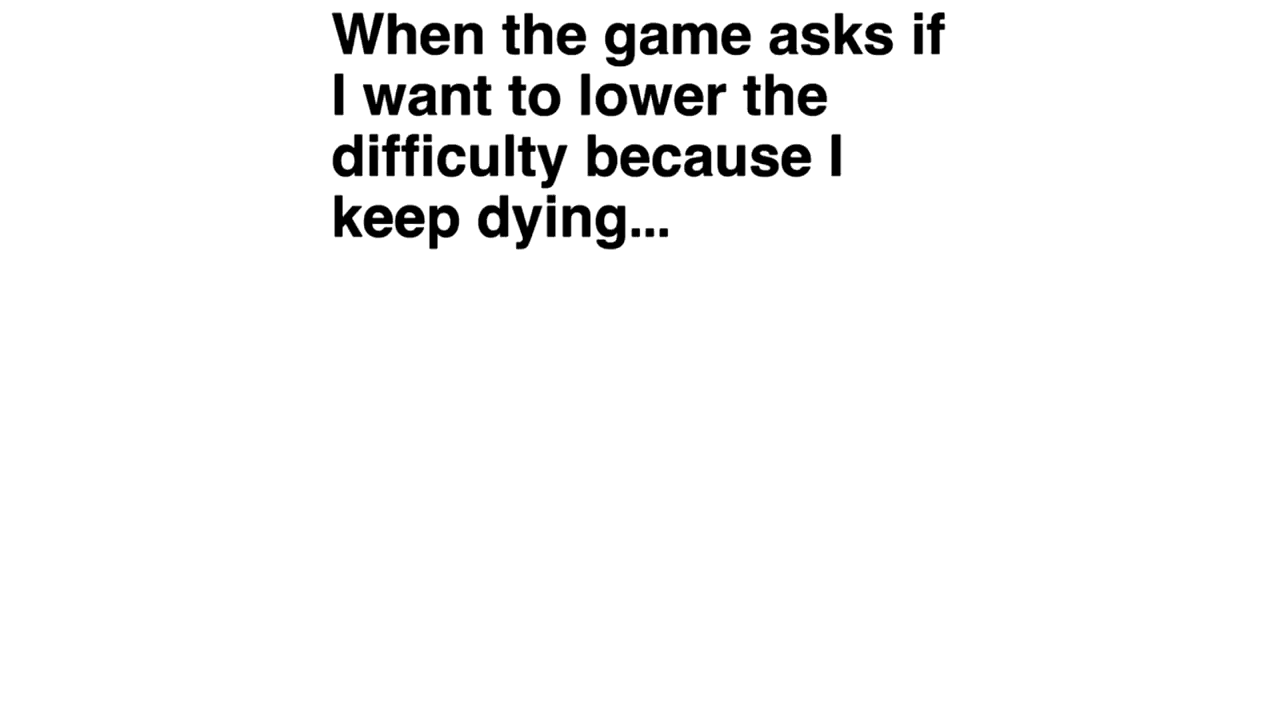 When the game asks if
I want to lower the
difficulty because I
keep dying...